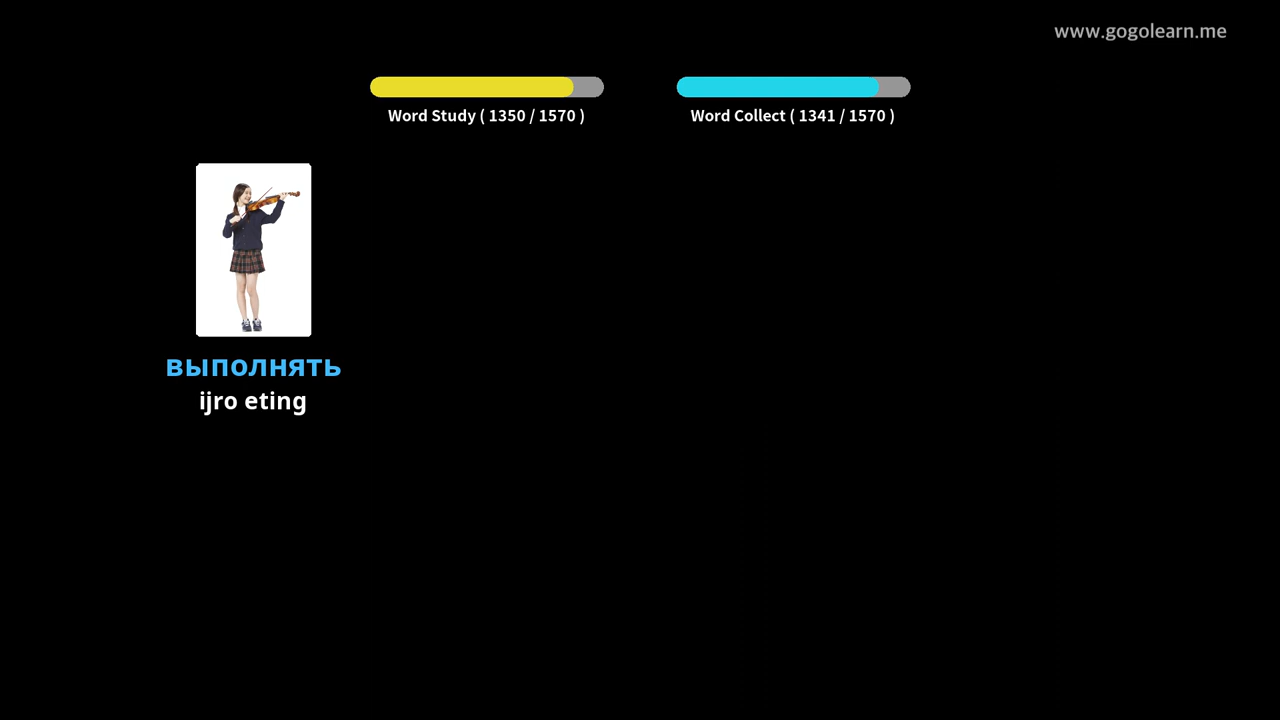 www.gogolearn.me
Word Study ( 1350 / 1570 )
Word Collect ( 1341 / 1570 )
выполнять
ijro eting